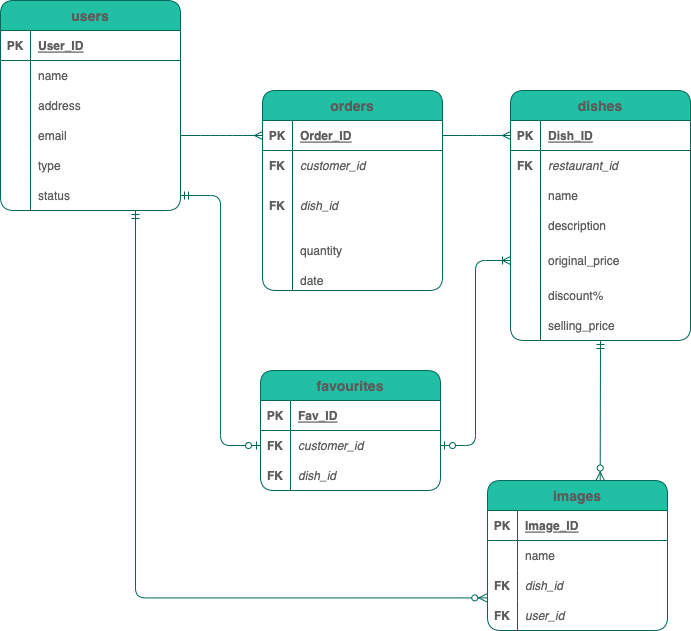 users
PK User_ID
name
address
email
type
status
orders
PK Order_ID
FK customer_id
FK dish_id
quantity
date
dishes
PK Dish_ID
FK restaurant_id
name
description
original_price
discount%
selling_price
favourites
PK Fav_ID
FK customer_id
FK dish_id
images
PK Image_ID
name
FK dish_id
FK user_id